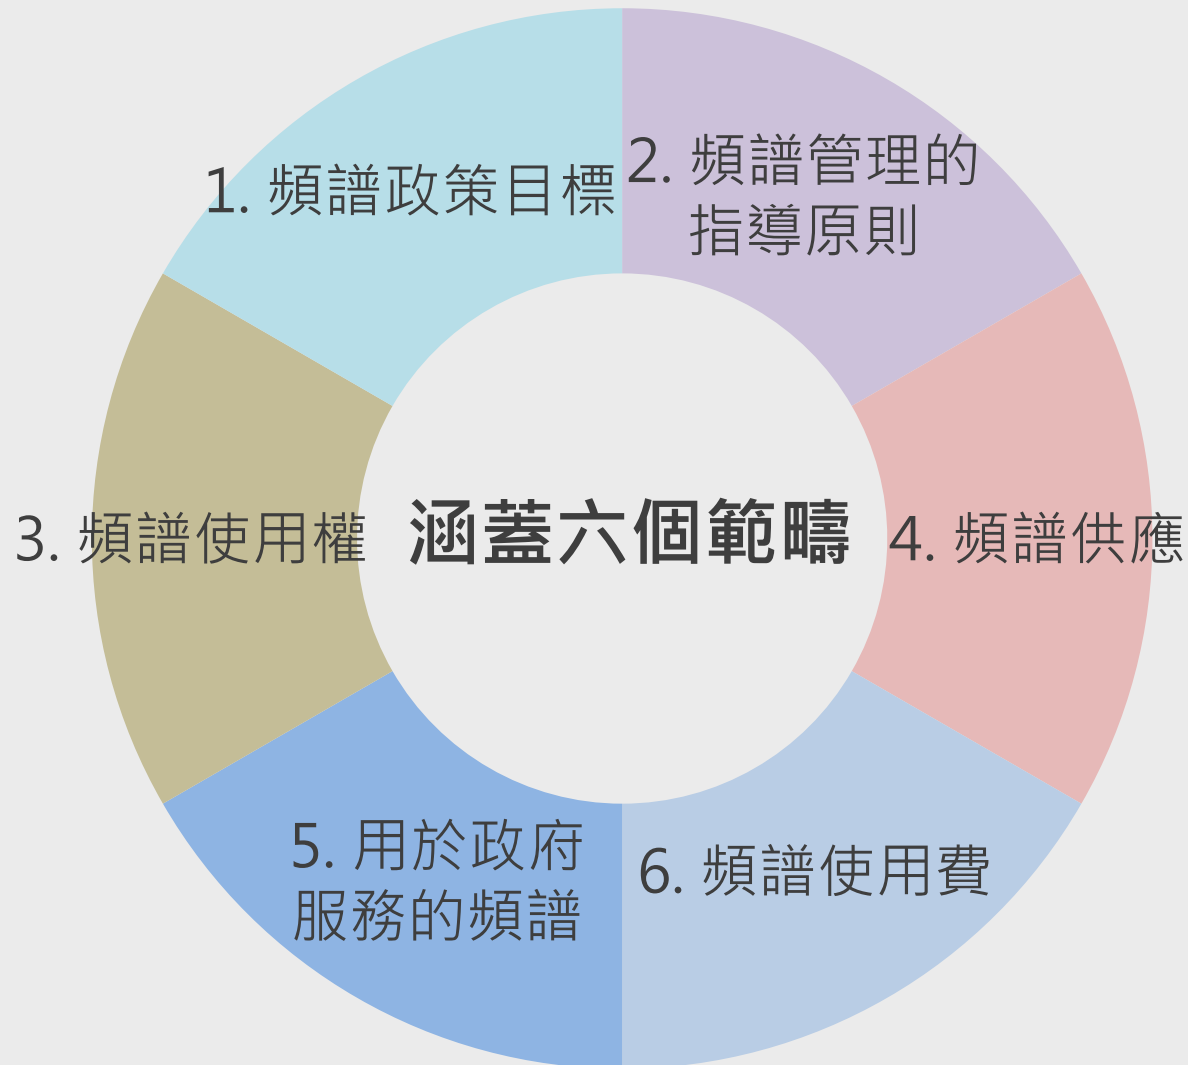 1. 頻譜政策目標
2. 頻譜管理的
指導原則
3. 頻譜使用權
涵蓋六個範疇
4. 頻譜供應
5. 用於政府
服務的頻譜
6. 頻譜使用費